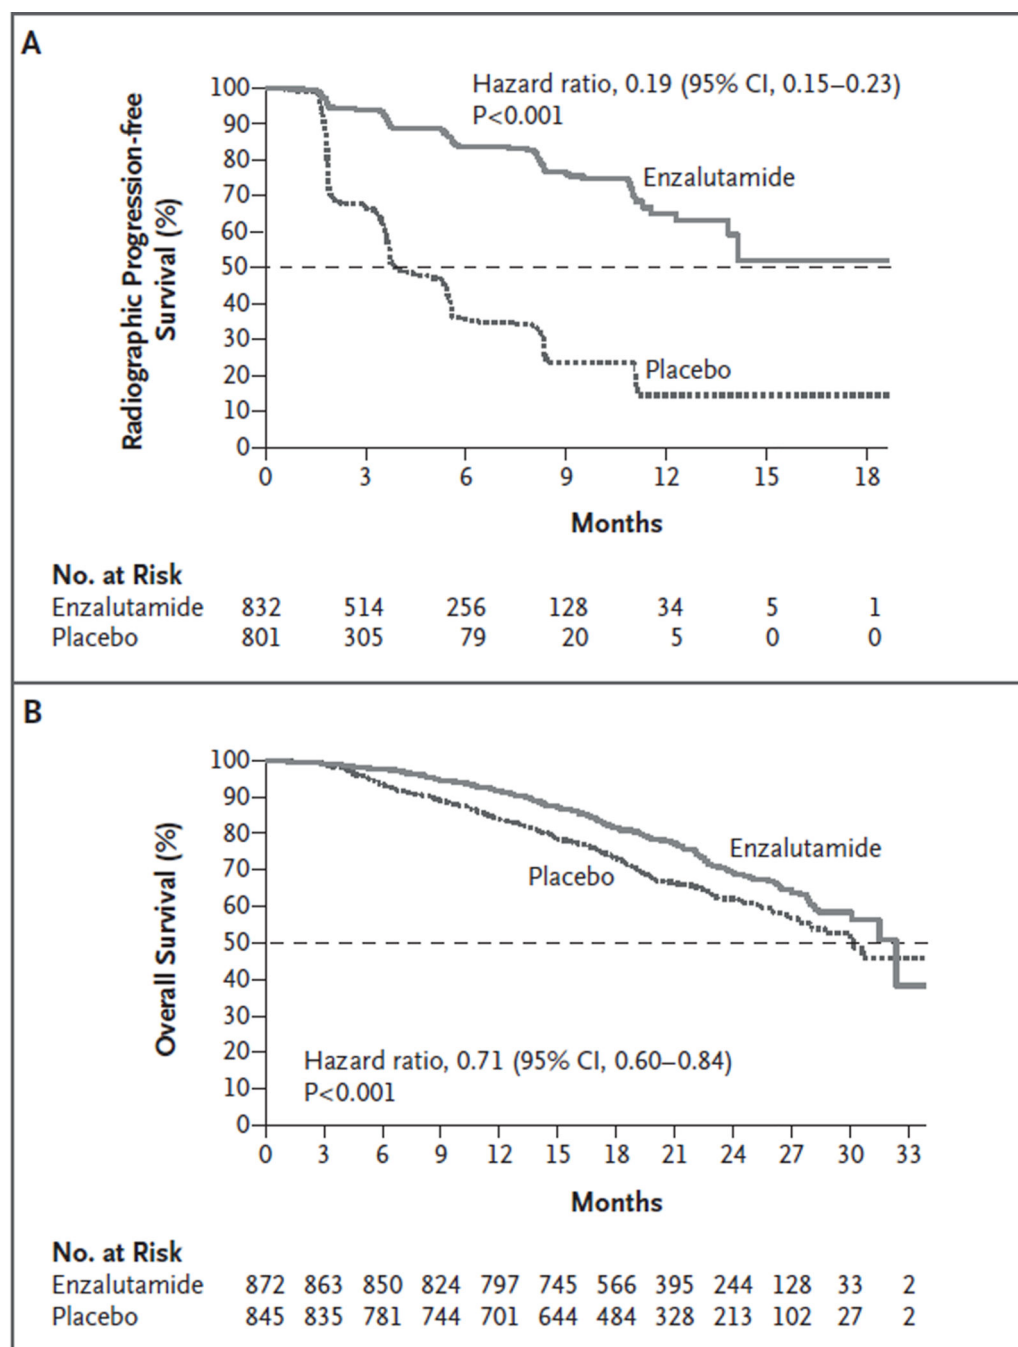 A
Radiographic Progression-free
Survival (%)
100
90
80
70
60
50
40
30
20
10
0
Hazard ratio, 0.19 (95% CI, 0.15–0.23)
P<0.001
Enzalutamide
Placebo
0 3 6 9 12 15 18
Months
No. at Risk
Enzalutamide 832 514 256 128 34 5 1
Placebo 801 305 79 20 5 0 0
B
Overall Survival (%)
100
90
80
70
60
50
40
30
20
10
0
Enzalutamide
Placebo
Hazard ratio, 0.71 (95% CI, 0.60–0.84)
P<0.001
0 3 6 9 12 15 18 21 24 27 30 33
Months
No. at Risk
Enzalutamide 872 863 850 824 797 745 566 395 244 128 33 2
Placebo 845 835 781 744 701 644 484 328 213 102 27 2